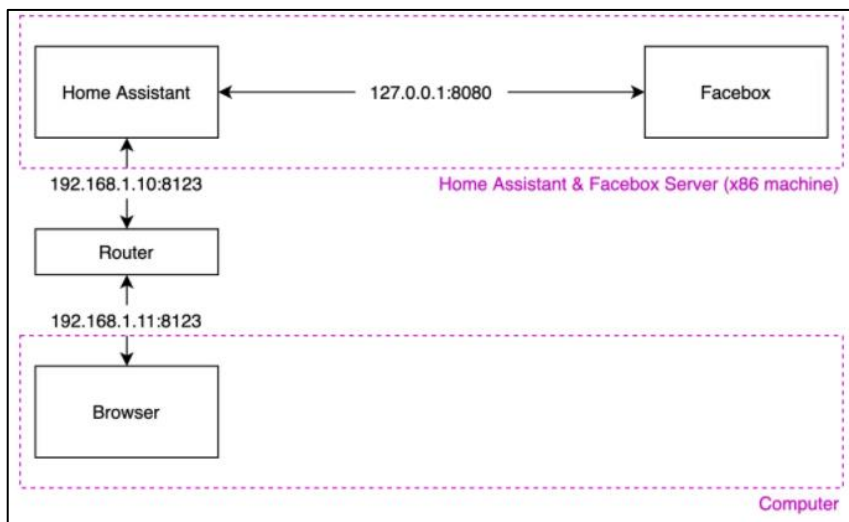 Home Assistant
127.0.0.1:8080
Facebox
192.168.1.10:8123
Home Assistant & Facebox Server (x86 machine)
Router
192.168.1.11:8123
Browser
Computer